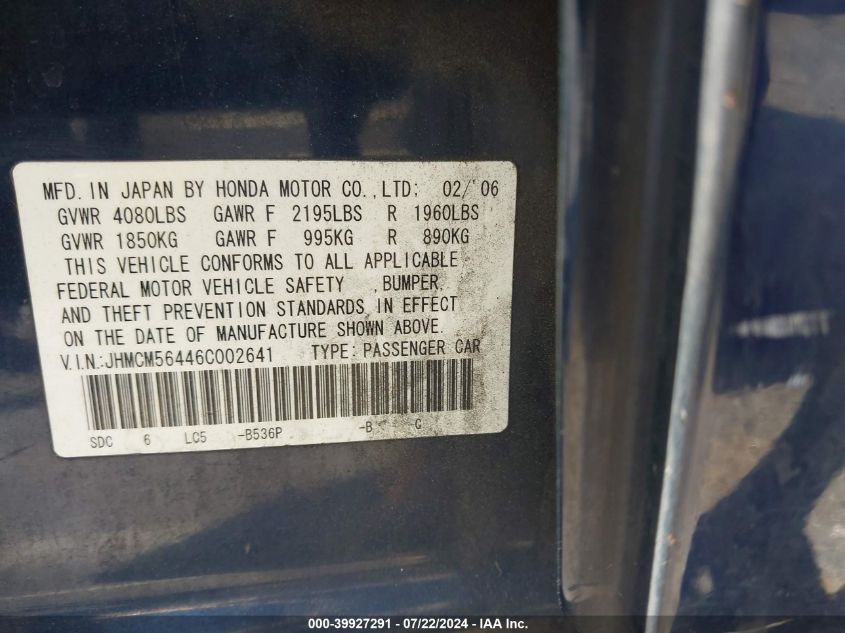 MFD. IN JAPAN BY HONDA MOTOR CO.,LTD; 02/'06
GVWR 4080LBS GAWR F 2195LBS R 1960LBS
GVWR 1850KG GAWR F 995KG R 890KG
THIS VEHICLE CONFORMS TO ALL APPLICABLE
FEDERAL MOTOR VEHICLE SAFETY ,BUMPER,
AND THEFT PREVENTION STANDARDS IN EFFECT
ON THE DATE OF MANUFACTURE SHOWN ABOVE.
V.I.N.:JHMCM56446C002641 TYPE: PASSENGER CAR
SDC 6 LC5 -B536P -B C
000-39927291 - 07/22/2024 - IAA Inc.